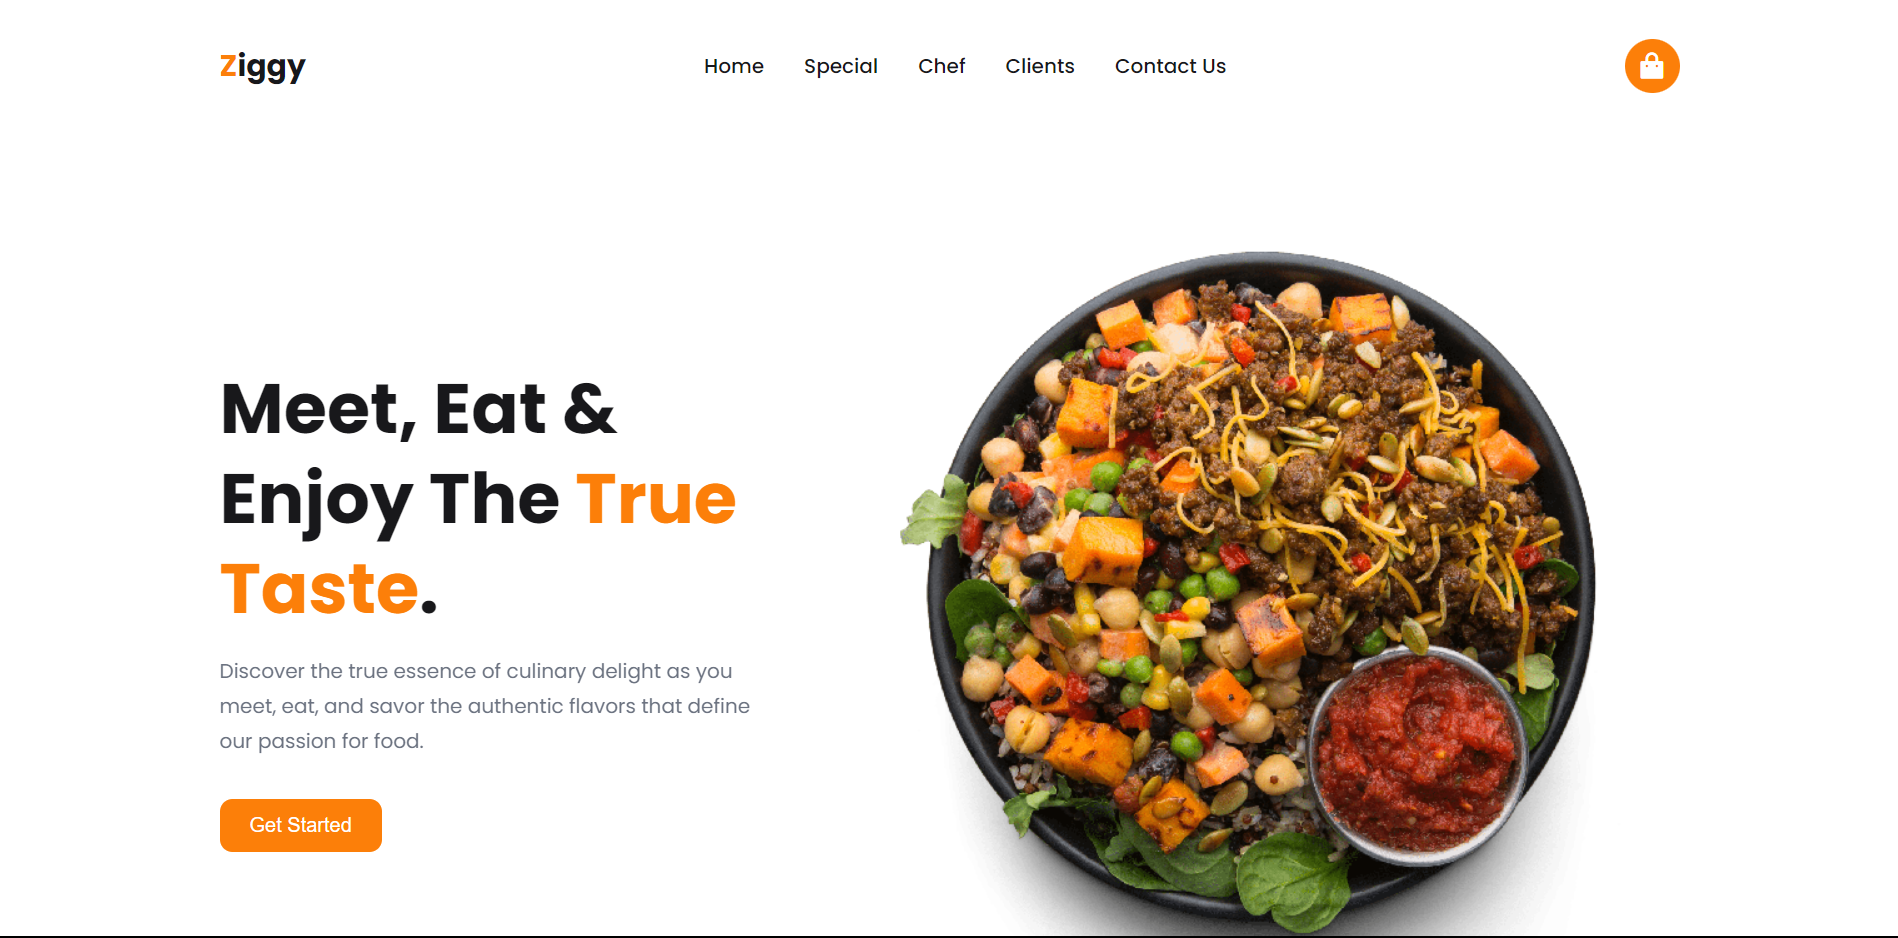 Ziggy
Home Special Chef Clients Contact Us
Meet, Eat &
Enjoy The True
Taste.
Discover the true essence of culinary delight as you
meet, eat, and savor the authentic flavors that define
our passion for food.
Get Started